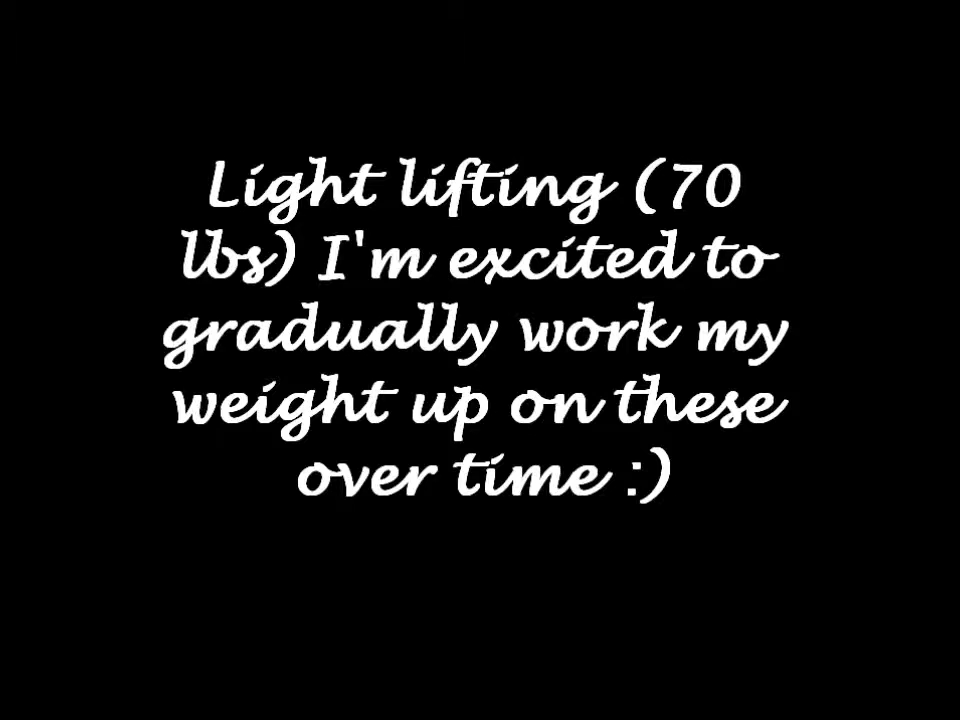 Light lifting (70
lbs) I'm excited to
gradually work my
weight up on these
over time :)